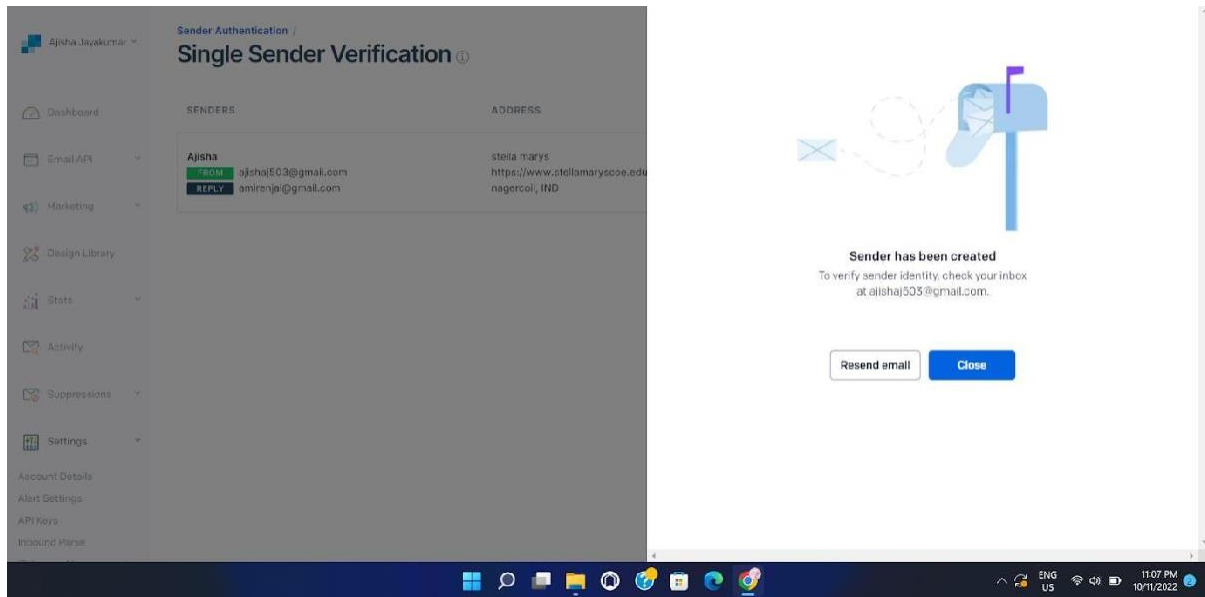 Ajisha Jayakumar
Dashboard
Email API
Marketing
Design Library
Stats
Activity
Suppressions
Settings
Account Details
Alert Settings
API Keys
Inbound Parse
Sender Authentication /
Single Sender Verification
SENDERS
ADDRESS
Ajisha
FROM ajishaj503@gmail.com
REPLY amirenjai@gmail.com
stella marys
https://www.stellamaryscoe.edu
nagercoil, IND
Sender has been created
To verify sender identity, check your inbox
at ajishaj503@gmail.com.
Resend email
Close
ENG
US
11:07 PM
10/11/2022